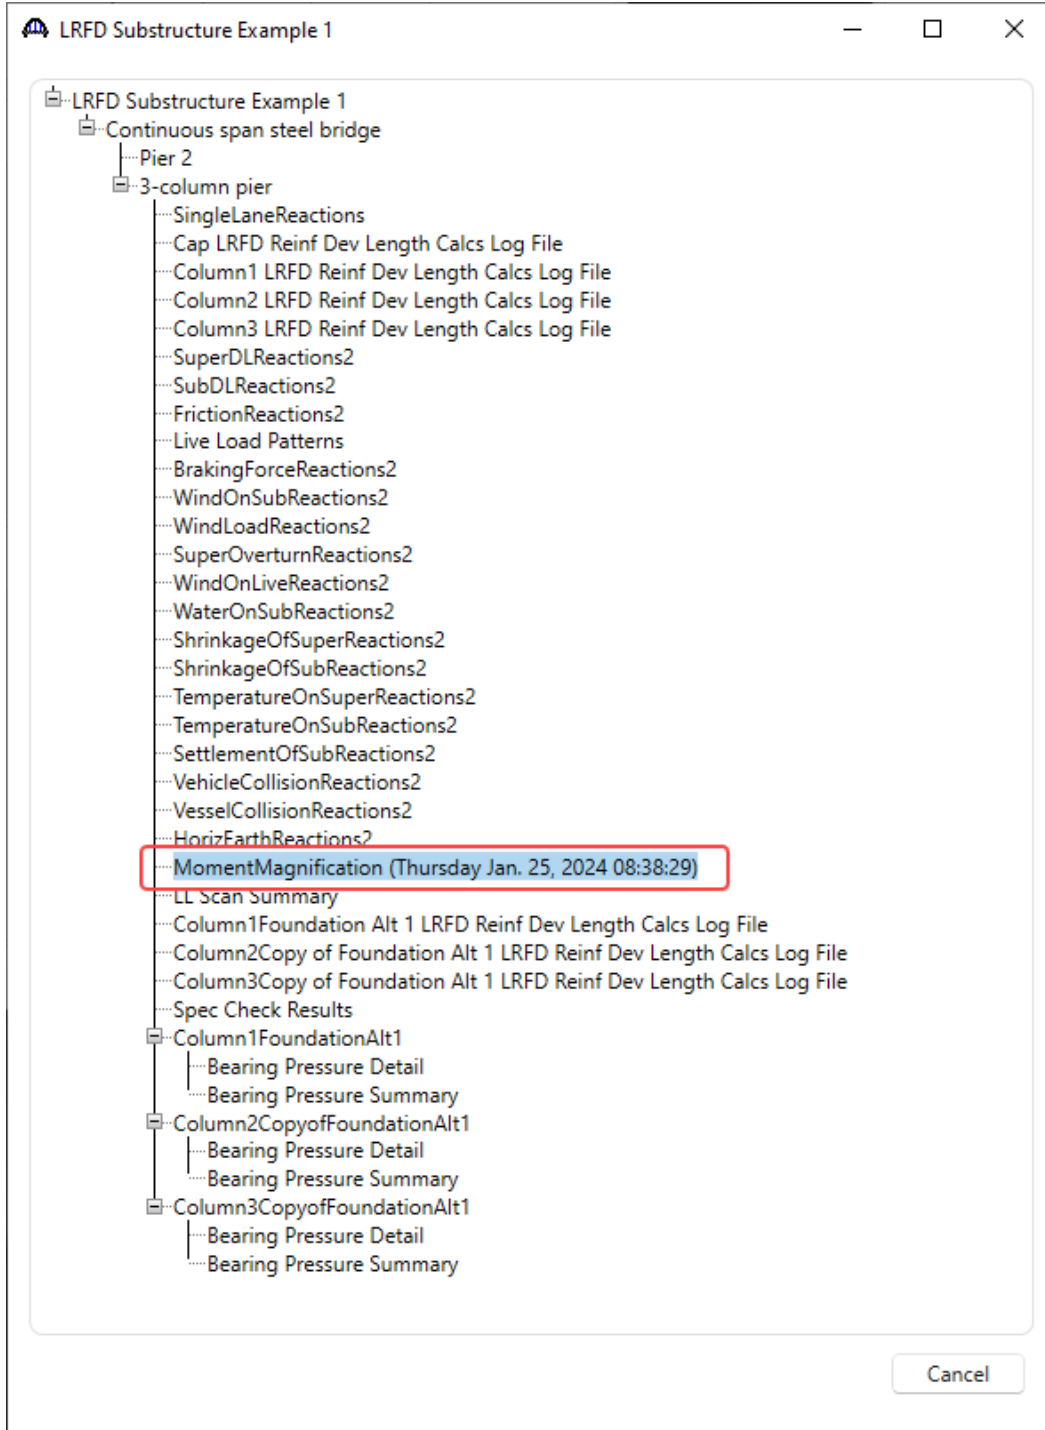 LRFD Substructure Example 1
LRFD Substructure Example 1
Continuous span steel bridge
Pier 2
3-column pier
SingleLaneReactions
Cap LRFD Reinf Dev Length Calcs Log File
Column1 LRFD Reinf Dev Length Calcs Log File
Column2 LRFD Reinf Dev Length Calcs Log File
Column3 LRFD Reinf Dev Length Calcs Log File
SuperDLReactions2
SubDLReactions2
FrictionReactions2
Live Load Patterns
BrakingForceReactions2
WindOnSubReactions2
WindLoadReactions2
SuperOverturnReactions2
WindOnLiveReactions2
WaterOnSubReactions2
ShrinkageOfSuperReactions2
ShrinkageOfSubReactions2
TemperatureOnSuperReactions2
TemperatureOnSubReactions2
SettlementOfSubReactions2
VehicleCollisionReactions2
VesselCollisionReactions2
HorizEarthReactions2
MomentMagnification (Thursday Jan. 25, 2024 08:38:29)
LL Scan Summary
Column1Foundation Alt 1 LRFD Reinf Dev Length Calcs Log File
Column2Copy of Foundation Alt 1 LRFD Reinf Dev Length Calcs Log File
Column3Copy of Foundation Alt 1 LRFD Reinf Dev Length Calcs Log File
Spec Check Results
Column1FoundationAlt1
Bearing Pressure Detail
Bearing Pressure Summary
Column2CopyofFoundationAlt1
Bearing Pressure Detail
Bearing Pressure Summary
Column3CopyofFoundationAlt1
Bearing Pressure Detail
Bearing Pressure Summary
Cancel